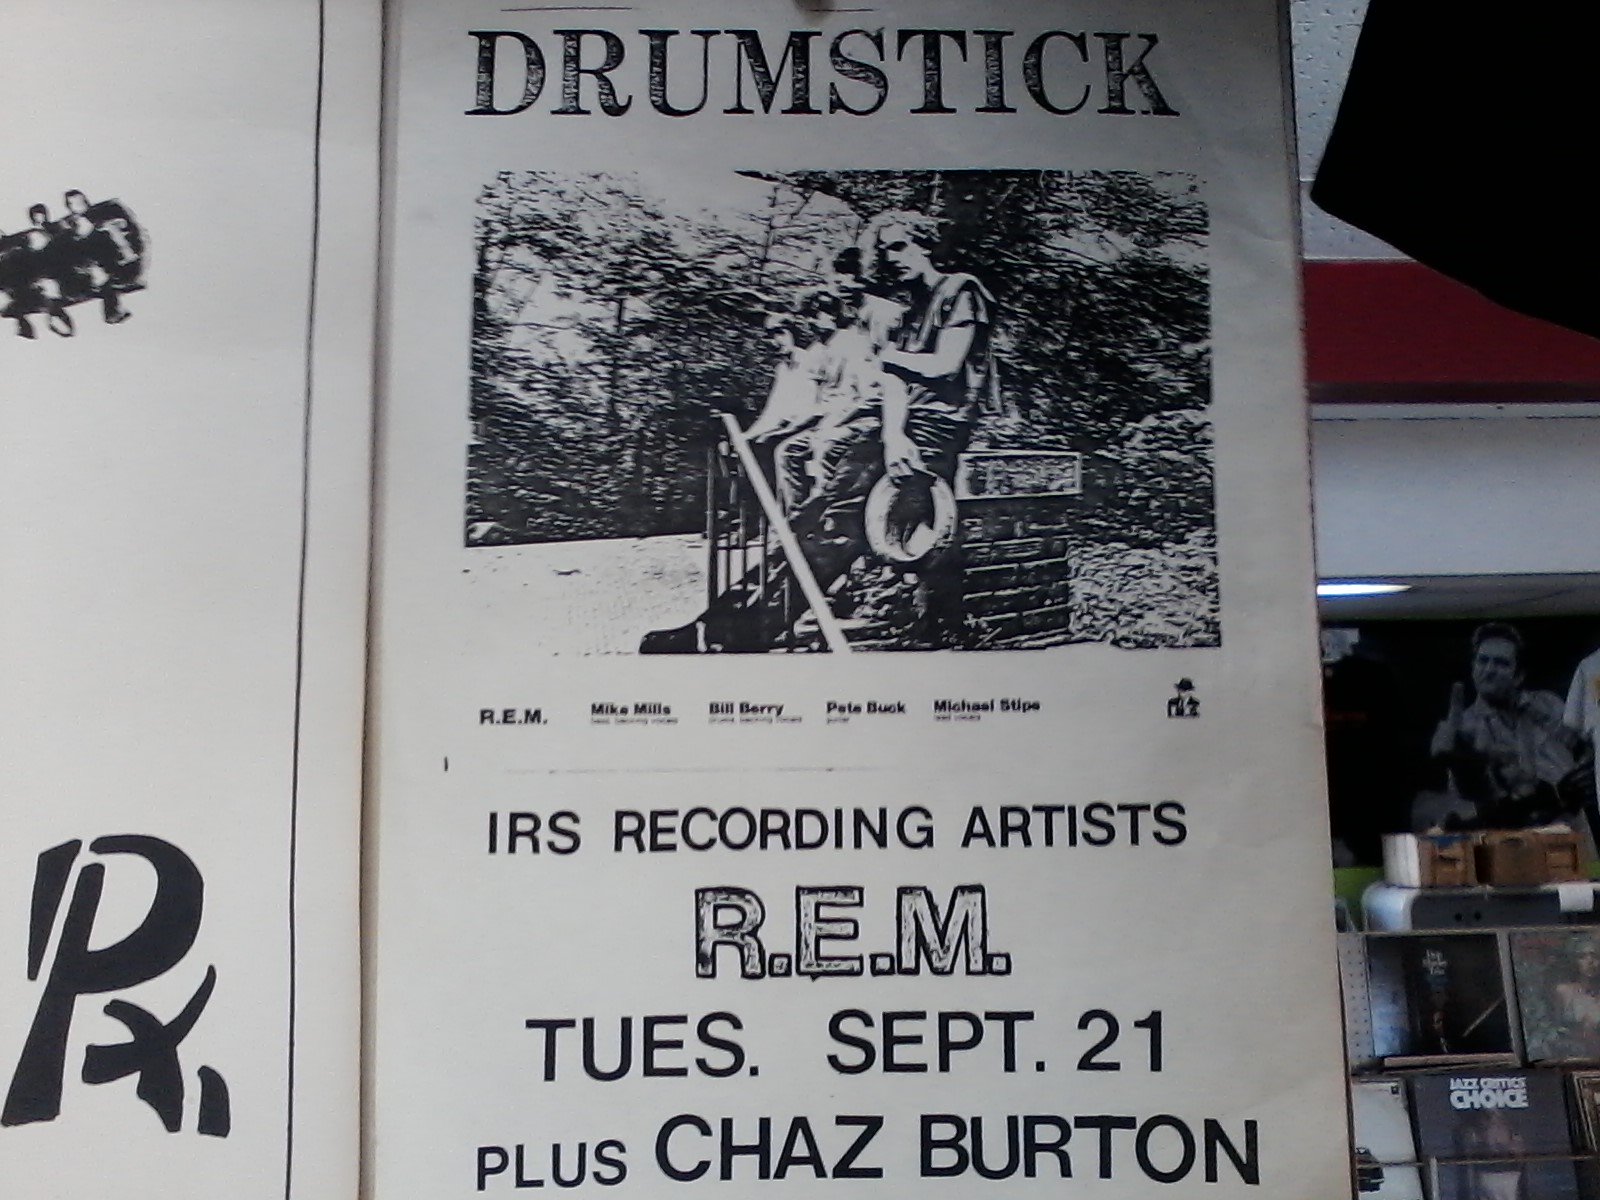 DRUMSTICK
R.E.M. Mike Mills Bill Berry Pete Buck Michael Stipe
IRS RECORDING ARTISTS
R.E.M.
TUES. SEPT. 21
PLUS CHAZ BURTON
JAZZ CRITICS'
CHOICE